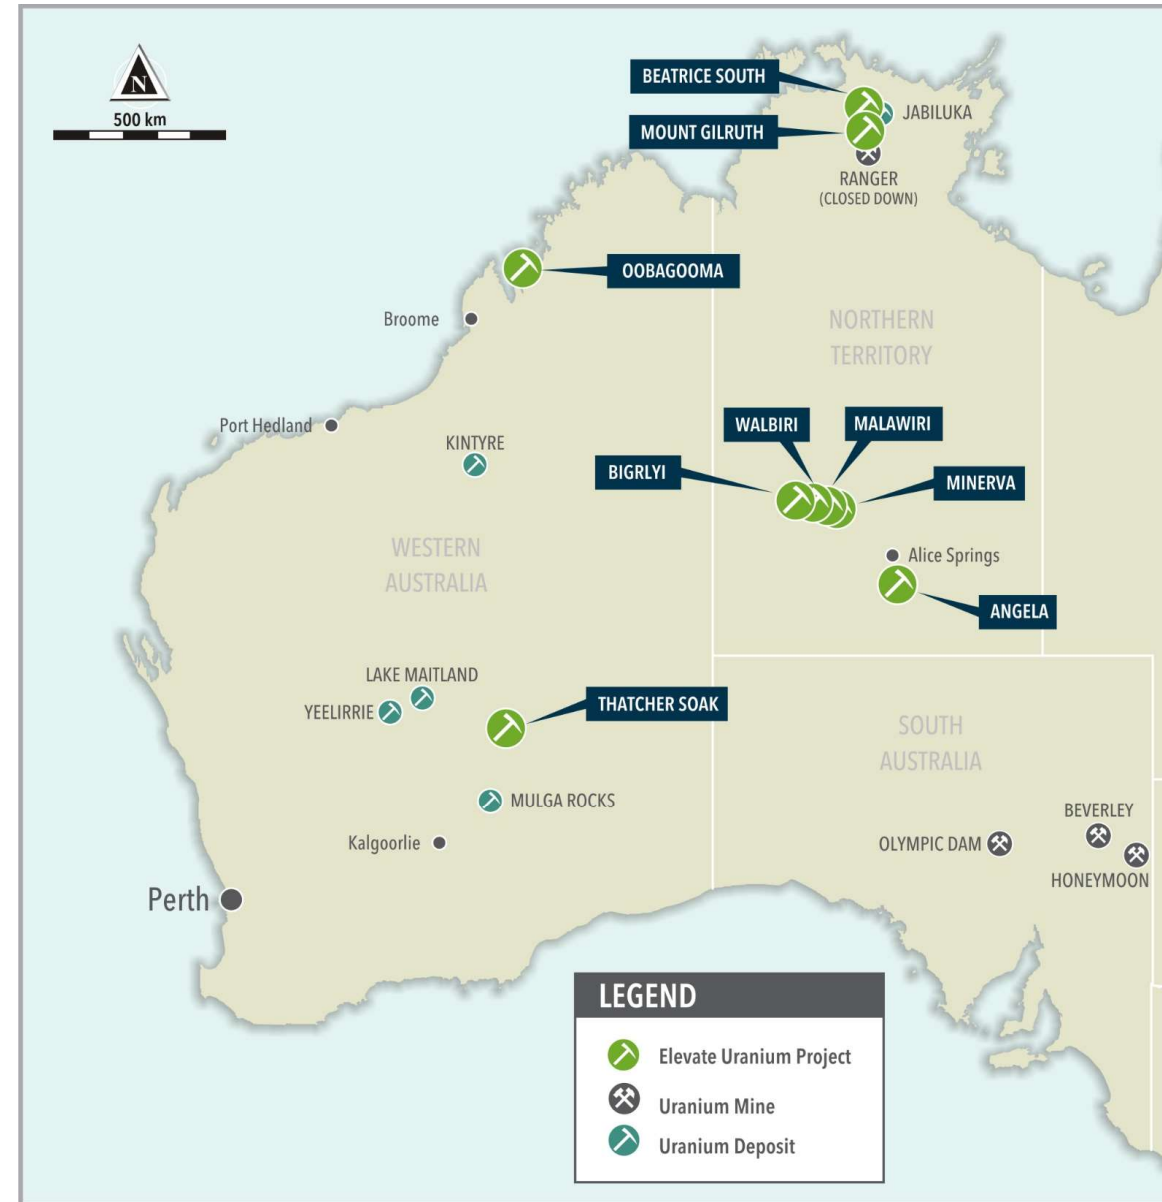 N
500 km
BEATRICE SOUTH
JABILUKA
MOUNT GILRUTH
RANGER
(CLOSED DOWN)
OOBAGOOMA
Broome
NORTHERN
TERRITORY
Port Hedland
KINTYRE
WALBIRI
MALAWIRI
BIGRLYI
MINERVA
WESTERN
AUSTRALIA
Alice Springs
ANGELA
LAKE MAITLAND
YEELIRRIE
THATCHER SOAK
SOUTH
AUSTRALIA
MULGA ROCKS
Kalgoorlie
BEVERLEY
OLYMPIC DAM
HONEYMOON
Perth
LEGEND
Elevate Uranium Project
Uranium Mine
Uranium Deposit